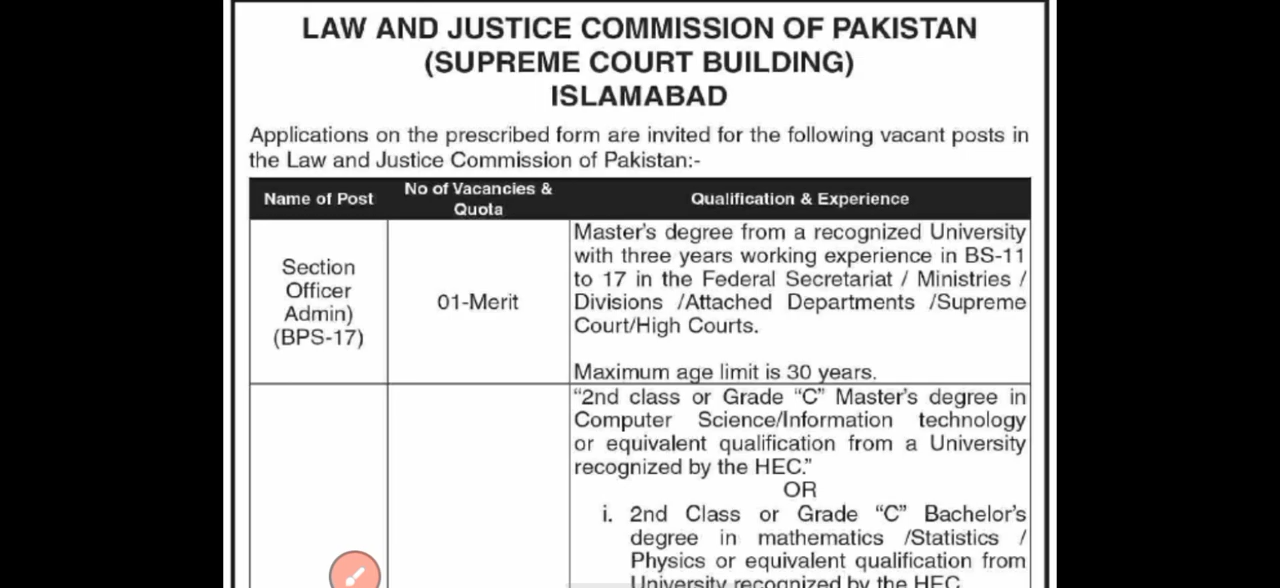 LAW AND JUSTICE COMMISSION OF PAKISTAN
(SUPREME COURT BUILDING)
ISLAMABAD
Applications on the prescribed form are invited for the following vacant posts in
the Law and Justice Commission of Pakistan:-
Name of Post
No of Vacancies &
Quota
Qualification & Experience
Section
Officer
Admin)
(BPS-17)
01-Merit
Master's degree from a recognized University
with three years working experience in BS-11
to 17 in the Federal Secretariat / Ministries /
Divisions /Attached Departments /Supreme
Court/High Courts.
Maximum age limit is 30 years.
“2nd class or Grade “C” Master's degree in
Computer Science/Information technology
or equivalent qualification from a University
recognized by the HEC.”
OR
i. 2nd Class or Grade “C” Bachelor's
degree in mathematics /Statistics /
Physics or equivalent qualification from
University recognized by the HEC